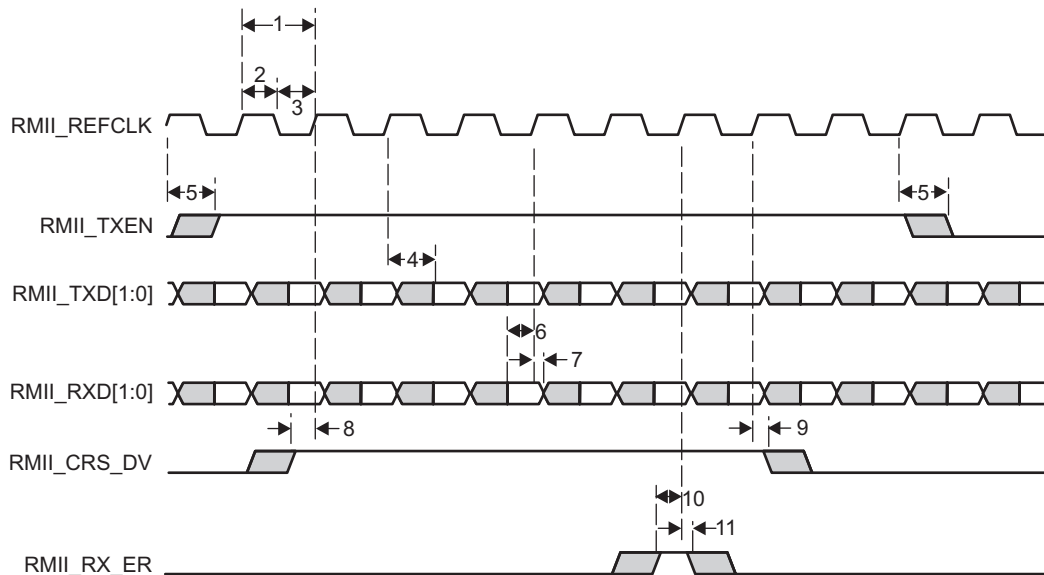 1
2
3
RMII_REFCLK
5
5
RMII_TXEN
4
RMII_TXD[1:0]
6
7
RMII_RXD[1:0]
8
9
RMII_CRS_DV
10
11
RMII_RX_ER